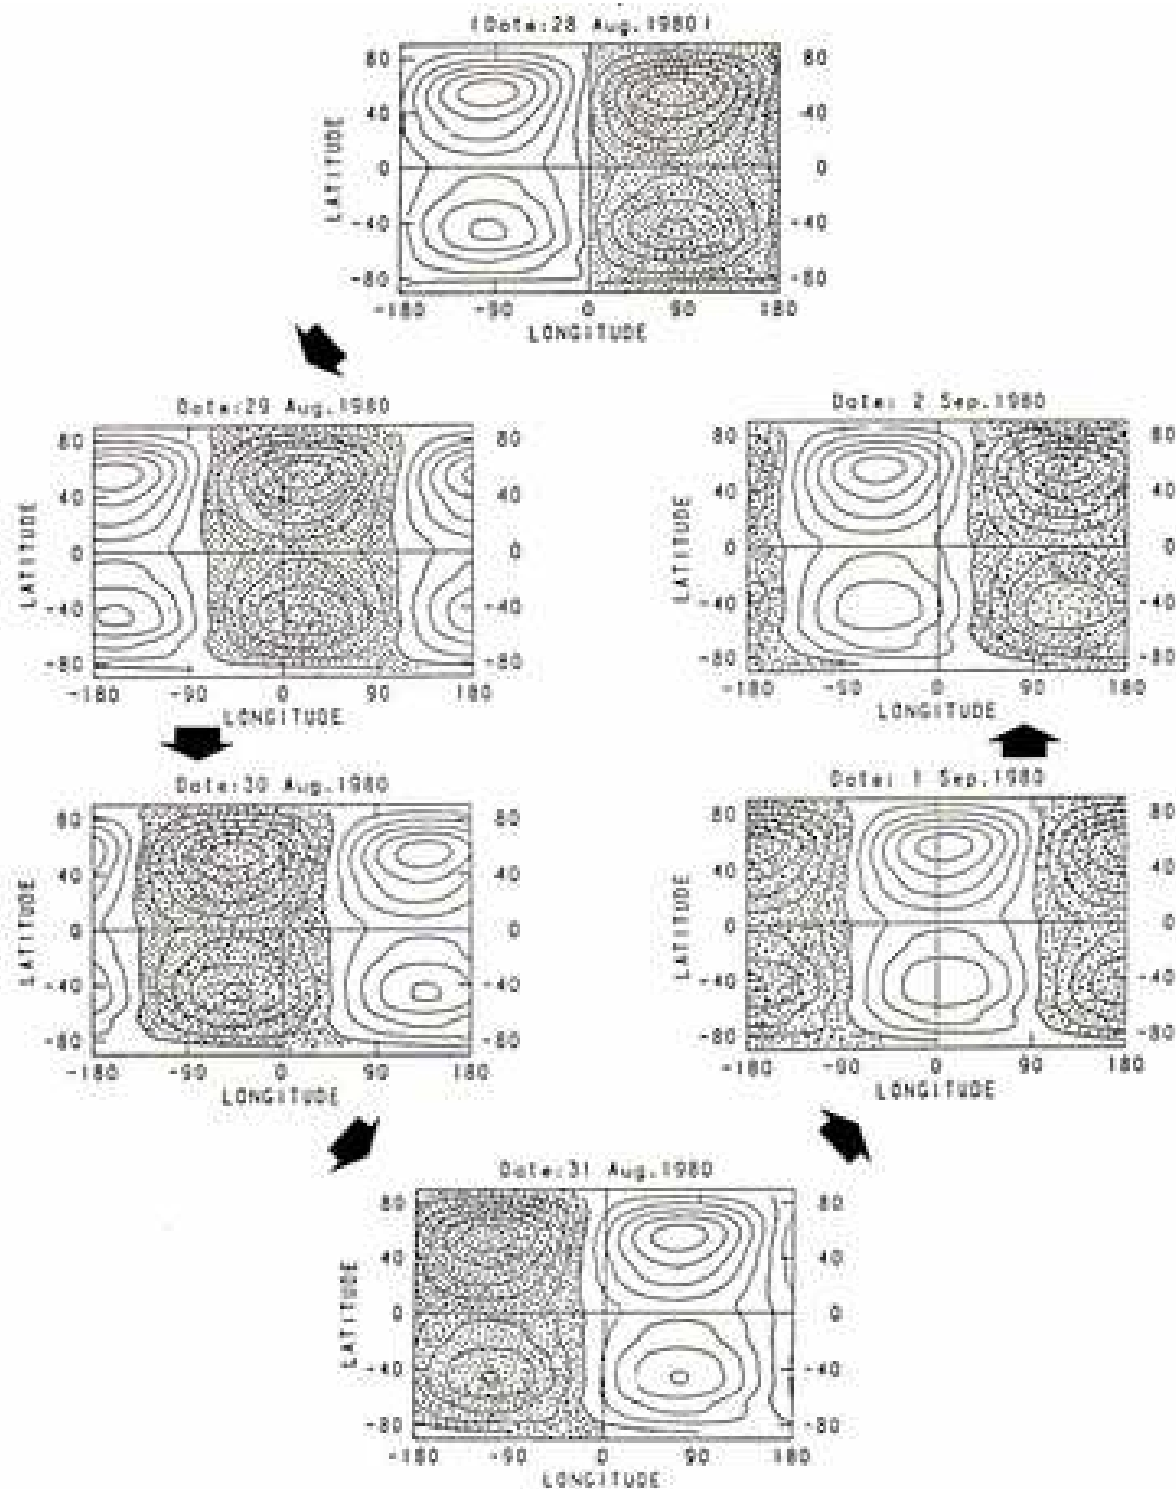 (Date:28 Aug.1980)
80 80
LATITUDE
40 -40
0 0
-40 -40
-80 -80
-180 -90 0 90 180
LONGITUDE
Date:29 Aug.1980
80 80
LATITUDE
40 40
0 0
-40 -40
-80 -80
-180 -90 0 90 180
LONGITUDE
Date:30 Aug.1980
80 80
LATITUDE
40 40
0 0
-40 -40
-80 -80
-180 -90 0 90 180
LONGITUDE
Date:31 Aug.1980
80 80
LATITUDE
40 40
0 0
-40 -40
-80 -80
-180 -90 0 90 180
LONGITUDE
Date: 1 Sep.1980
80 80
LATITUDE
40 40
0 0
-40 -40
-80 -80
-180 -90 0 90 180
LONGITUDE
Date: 2 Sep.1980
80 80
LATITUDE
40 40
0 0
-40 -40
-80 -80
-180 -90 0 90 180
LONGITUDE